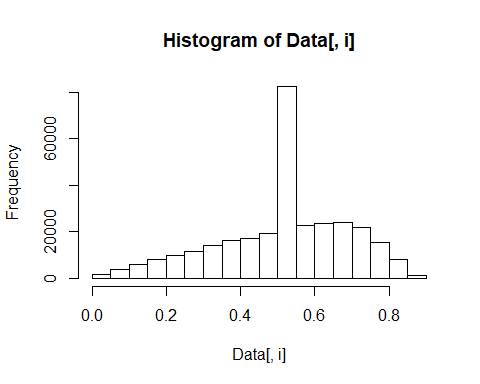 Histogram of Data[, i]
Frequency
0 20000 60000
0.0 0.2 0.4 0.6 0.8
Data[, i]